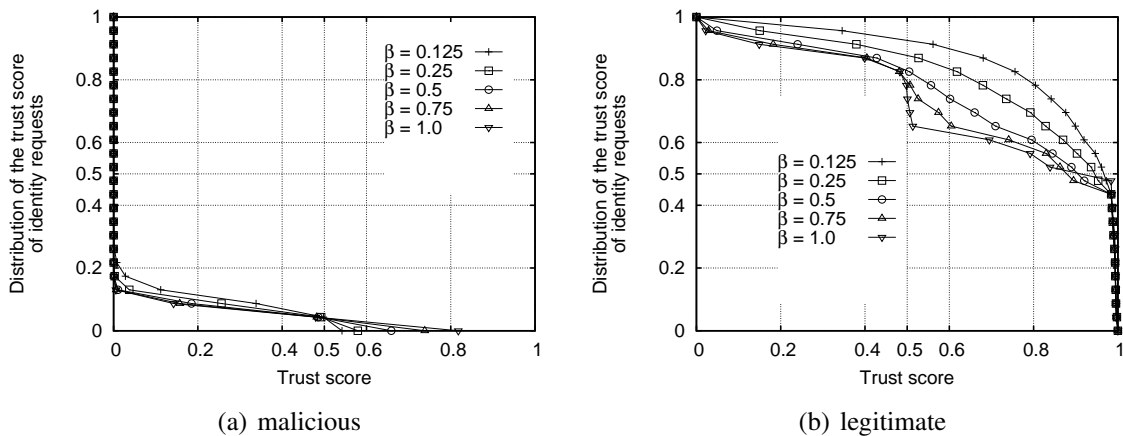 Distribution of the trust score
of identity requests
1
0.8
0.6
0.4
0.2
0
0 0.2 0.4 0.5 0.6 0.8 1
Trust score
β = 0.125
β = 0.25
β = 0.5
β = 0.75
β = 1.0
(a) malicious
Distribution of the trust score
of identity requests
1
0.8
0.6
0.4
0.2
0
0 0.2 0.4 0.5 0.6 0.8 1
Trust score
β = 0.125
β = 0.25
β = 0.5
β = 0.75
β = 1.0
(b) legitimate